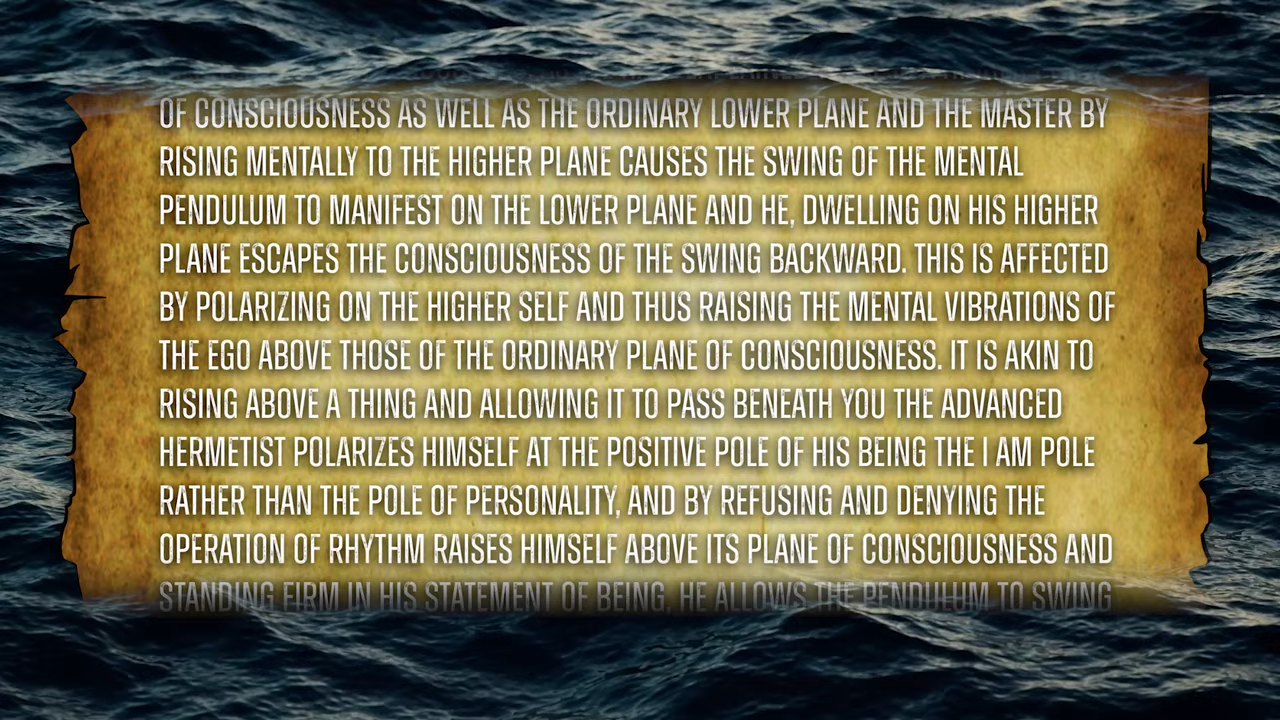 OF CONSCIOUSNESS AS WELL AS THE ORDINARY LOWER PLANE AND THE MASTER BY
RISING MENTALLY TO THE HIGHER PLANE CAUSES THE SWING OF THE MENTAL
PENDULUM TO MANIFEST ON THE LOWER PLANE AND HE, DWELLING ON HIS HIGHER
PLANE ESCAPES THE CONSCIOUSNESS OF THE SWING BACKWARD. THIS IS AFFECTED
BY POLARIZING ON THE HIGHER SELF AND THUS RAISING THE MENTAL VIBRATIONS OF
THE EGO ABOVE THOSE OF THE ORDINARY PLANE OF CONSCIOUSNESS. IT IS AKIN TO
RISING ABOVE A THING AND ALLOWING IT TO PASS BENEATH YOU THE ADVANCED
HERMETIST POLARIZES HIMSELF AT THE POSITIVE POLE OF HIS BEING THE I AM POLE
RATHER THAN THE POLE OF PERSONALITY, AND BY REFUSING AND DENYING THE
OPERATION OF RHYTHM RAISES HIMSELF ABOVE ITS PLANE OF CONSCIOUSNESS AND
STANDING FIRM IN HIS STATEMENT OF BEING, HE ALLOWS THE PENDULUM TO SWING